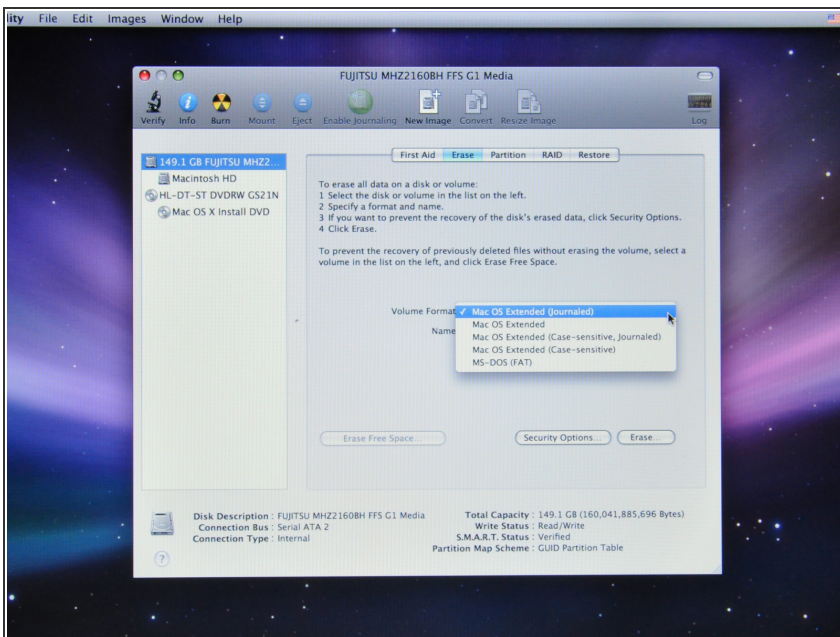 lity File Edit Images Window Help
FUJITSU MHZ2160BH FFS G1 Media
Verify Info Burn Mount Eject Enable Journaling New Image Convert Resize Image Log
149.1 GB FUJITSU MHZ2...
Macintosh HD
HL-DT-ST DVDRW GS21N
Mac OS X Install DVD
First Aid Erase Partition RAID Restore
To erase all data on a disk or volume:
1 Select the disk or volume in the list on the left.
2 Specify a format and name.
3 If you want to prevent the recovery of the disk's erased data, click Security Options.
4 Click Erase.
To prevent the recovery of previously deleted files without erasing the volume, select a
volume in the list on the left, and click Erase Free Space.
Volume Format
✓ Mac OS Extended (Journaled)
Mac OS Extended
Name
Mac OS Extended (Case-sensitive, Journaled)
Mac OS Extended (Case-sensitive)
MS-DOS (FAT)
Erase Free Space... Security Options... Erase...
Disk Description : FUJITSU MHZ2160BH FFS G1 Media
Connection Bus : Serial ATA 2
Connection Type : Internal
Total Capacity : 149.1 GB (160,041,885,696 Bytes)
Write Status : Read/Write
S.M.A.R.T. Status : Verified
Partition Map Scheme : GUID Partition Table
?